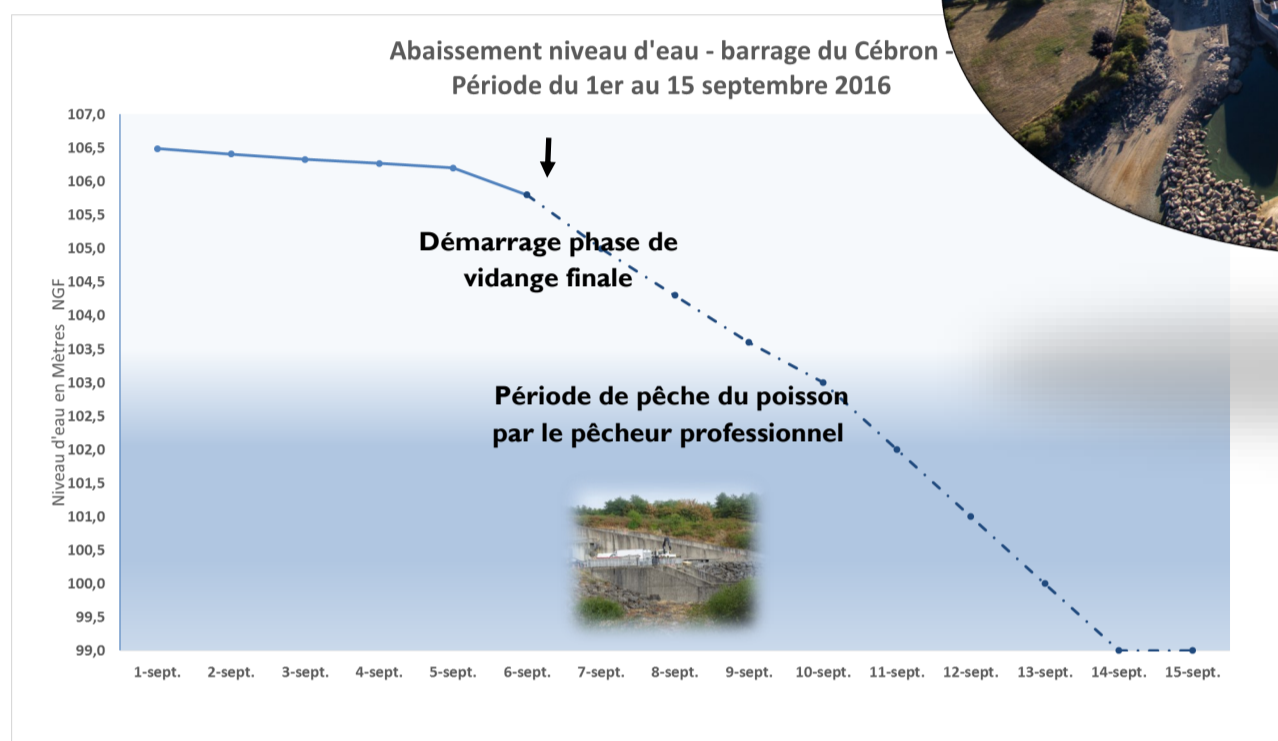 Abaissement niveau d'eau - barrage du Cébron -
Période du 1er au 15 septembre 2016
Niveau d'eau en Mètres NGF
107,0
106,5
106,0
105,5
105,0
104,5
104,0
103,5
103,0
102,5
102,0
101,5
101,0
100,5
100,0
99,5
99,0
Démarrage phase de
vidange finale
Période de pêche du poisson
par le pêcheur professionnel
1-sept. 2-sept. 3-sept. 4-sept. 5-sept. 6-sept. 7-sept. 8-sept. 9-sept. 10-sept. 11-sept. 12-sept. 13-sept. 14-sept. 15-sept.